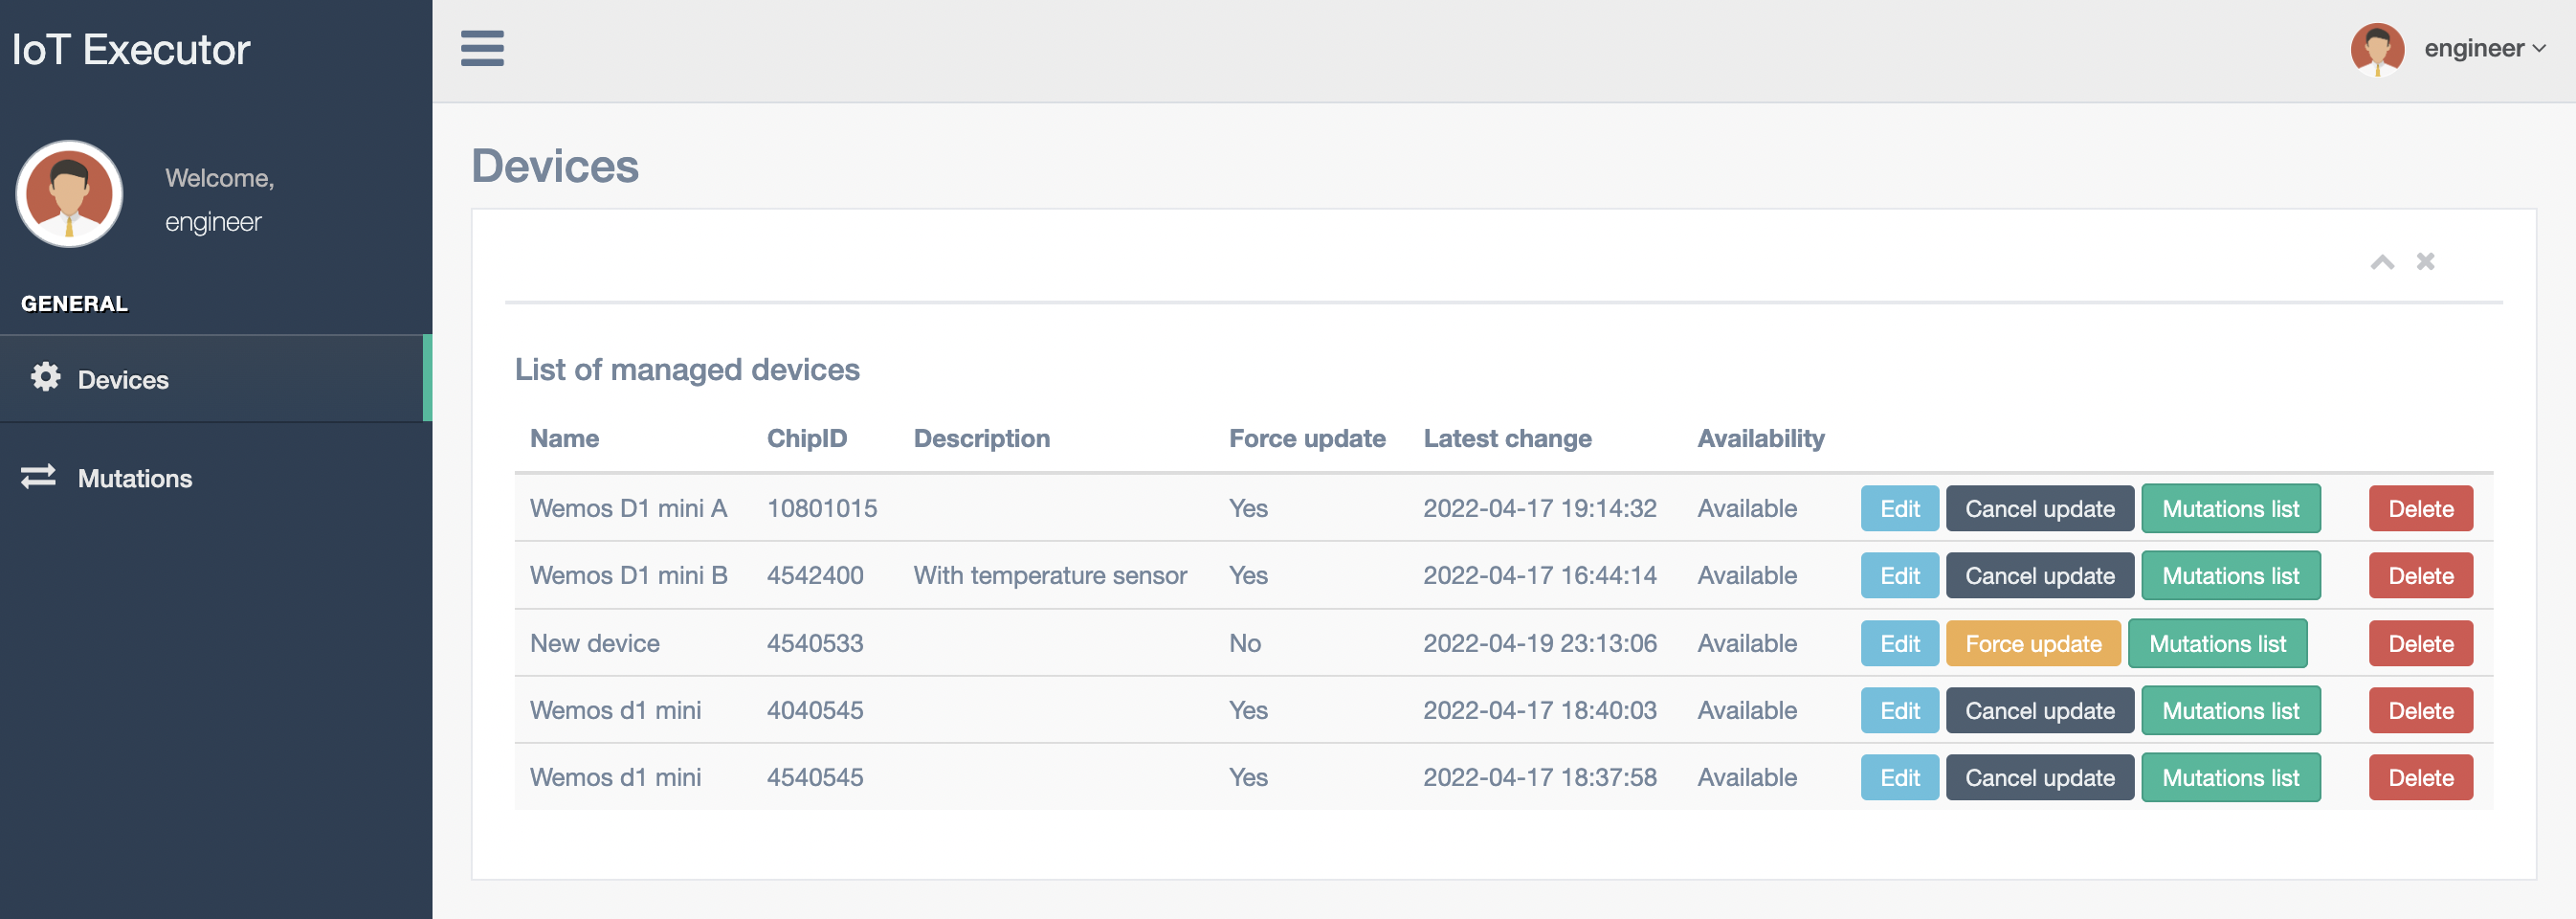 IoT Executor
engineer
Welcome,
engineer
GENERAL
Devices
Mutations
Devices
List of managed devices
Name ChipID Description Force update Latest change Availability
Wemos D1 mini A 10801015 Yes 2022-04-17 19:14:32 Available Edit Cancel update Mutations list Delete
Wemos D1 mini B 4542400 With temperature sensor Yes 2022-04-17 16:44:14 Available Edit Cancel update Mutations list Delete
New device 4540533 No 2022-04-19 23:13:06 Available Edit Force update Mutations list Delete
Wemos d1 mini 4040545 Yes 2022-04-17 18:40:03 Available Edit Cancel update Mutations list Delete
Wemos d1 mini 4540545 Yes 2022-04-17 18:37:58 Available Edit Cancel update Mutations list Delete